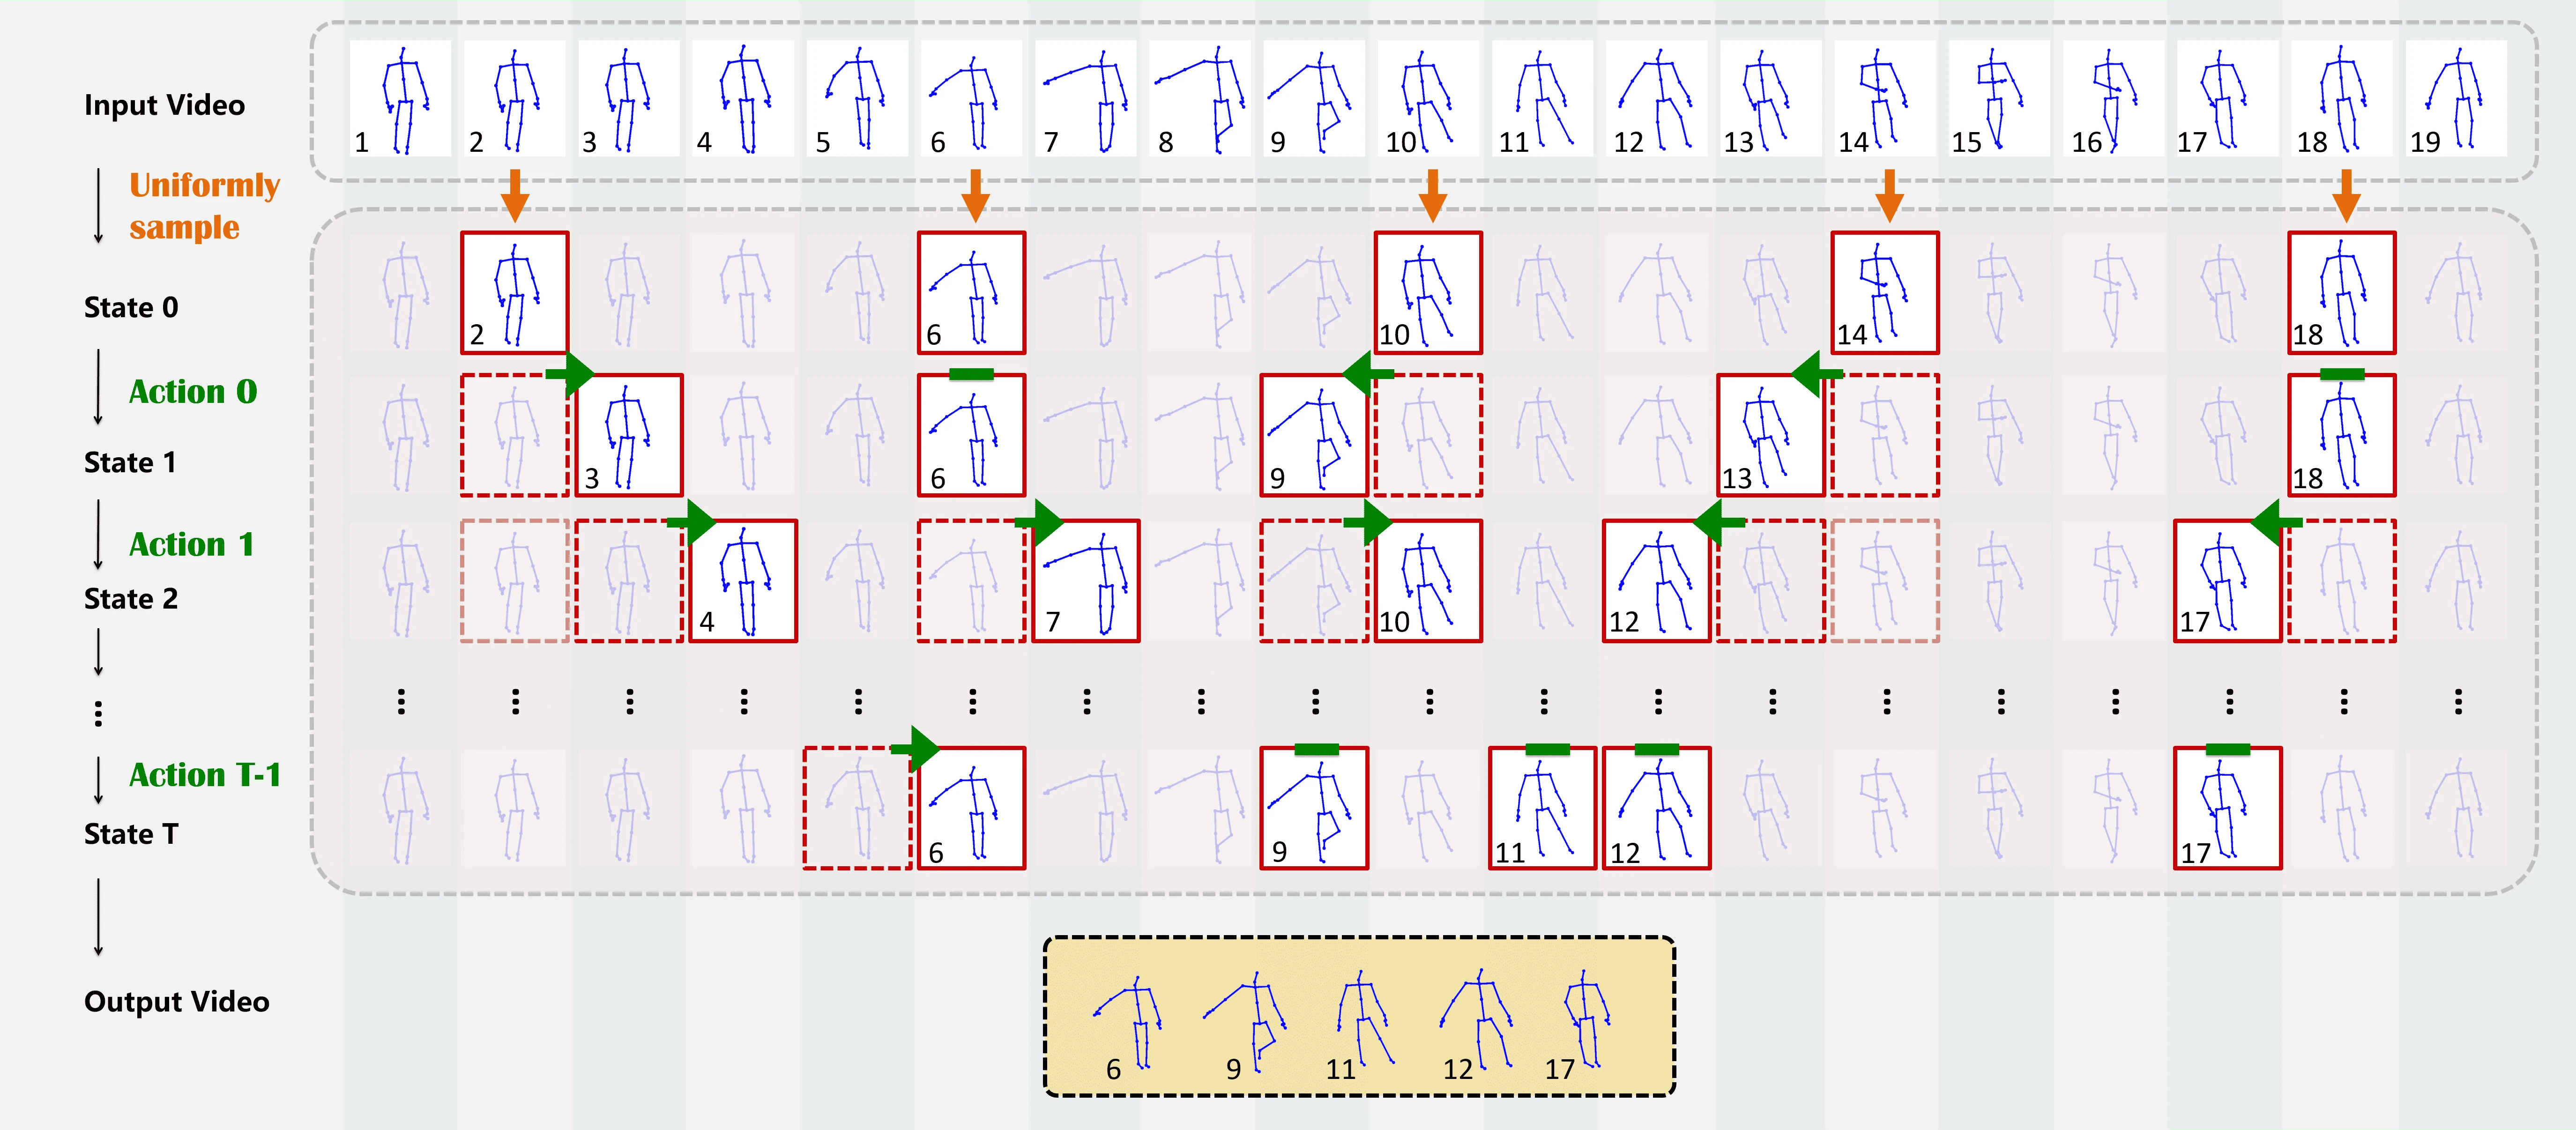 Input Video
1 2 3 4 5 6 7 8 9 10 11 12 13 14 15 16 17 18 19
Uniformly
sample
State 0
2 6 10 14 18
Action 0
State 1
3 6 9 13 18
Action 1
State 2
4 7 10 12 17
Action T-1
State T
6 9 11 12 17
Output Video
6 9 11 12 17